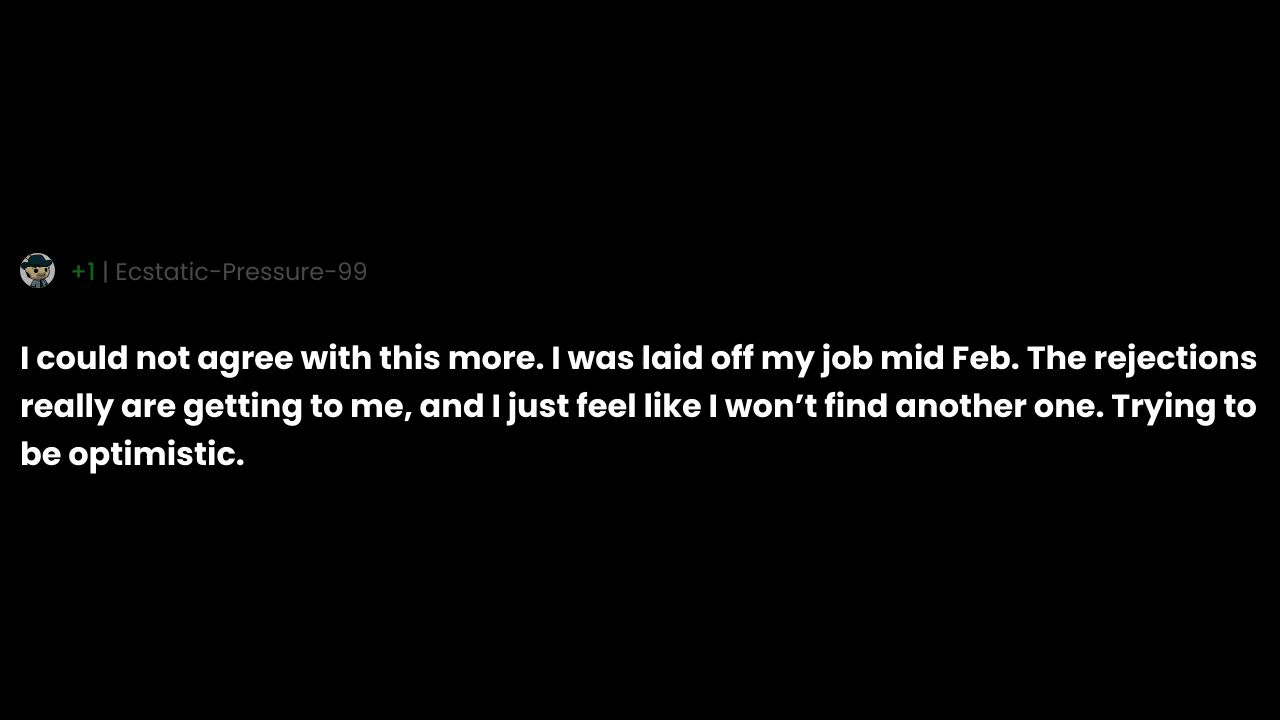 +1 | Ecstatic-Pressure-99
I could not agree with this more. I was laid off my job mid Feb. The rejections
really are getting to me, and I just feel like I won’t find another one. Trying to
be optimistic.